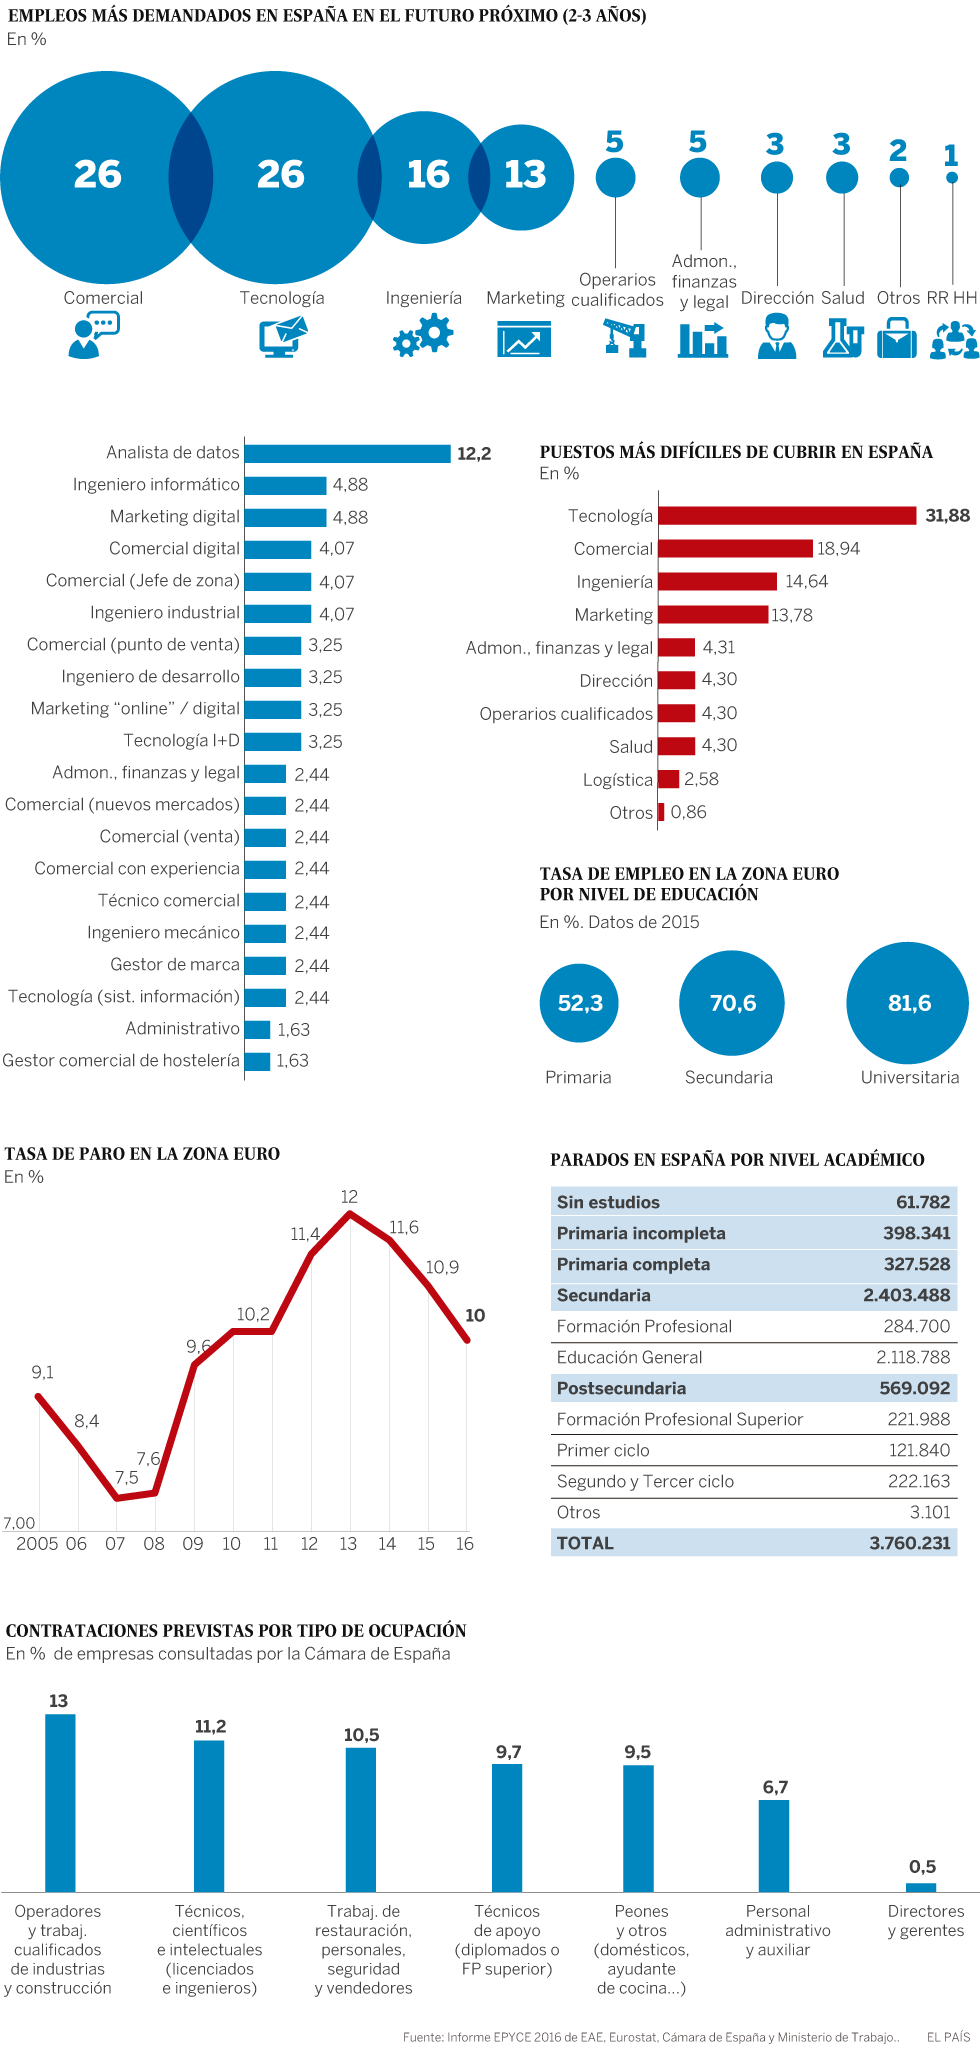 EMPLEOS MÁS DEMANDADOS EN ESPAÑA EN EL FUTURO PRÓXIMO (2-3 AÑOS)
En %
26
26
16
13
5
5
3
3
2
1
Comercial
Tecnología
Ingeniería
Marketing
Operarios
cualificados
Admon.,
finanzas
y legal
Dirección
Salud
Otros
RR HH
Analista de datos 12,2
Ingeniero informático 4,88
Marketing digital 4,88
Comercial digital 4,07
Comercial (Jefe de zona) 4,07
Ingeniero industrial 4,07
Comercial (punto de venta) 3,25
Ingeniero de desarrollo 3,25
Marketing “online” / digital 3,25
Tecnología I+D 3,25
Admon., finanzas y legal 2,44
Comercial (nuevos mercados) 2,44
Comercial (venta) 2,44
Comercial con experiencia 2,44
Técnico comercial 2,44
Ingeniero mecánico 2,44
Gestor de marca 2,44
Tecnología (sist. información) 2,44
Administrativo 1,63
Gestor comercial de hostelería 1,63
PUESTOS MÁS DIFÍCILES DE CUBRIR EN ESPAÑA
En %
Tecnología 31,88
Comercial 18,94
Ingeniería 14,64
Marketing 13,78
Admon., finanzas y legal 4,31
Dirección 4,30
Operarios cualificados 4,30
Salud 4,30
Logística 2,58
Otros 0,86
TASA DE EMPLEO EN LA ZONA EURO
POR NIVEL DE EDUCACIÓN
En %. Datos de 2015
52,3
70,6
81,6
Primaria
Secundaria
Universitaria
TASA DE PARO EN LA ZONA EURO
En %
9,1
8,4
7,5
7,6
9,6
10,2
11,4
12
11,6
10,9
10
7,00
2005 06 07 08 09 10 11 12 13 14 15 16
PARADOS EN ESPAÑA POR NIVEL ACADÉMICO
Sin estudios 61.782
Primaria incompleta 398.341
Primaria completa 327.528
Secundaria 2.403.488
Formación Profesional 284.700
Educación General 2.118.788
Postsecundaria 569.092
Formación Profesional Superior 221.988
Primer ciclo 121.840
Segundo y Tercer ciclo 222.163
Otros 3.101
TOTAL 3.760.231
CONTRATACIONES PREVISTAS POR TIPO DE OCUPACIÓN
En % de empresas consultadas por la Cámara de España
13
11,2
10,5
9,7
9,5
6,7
0,5
Operadores
y trabaj.
cualificados
de industrias
y construcción
Técnicos,
científicos
e intelectuales
(licenciados
e ingenieros)
Trabaj. de
restauración,
personales,
seguridad
y vendedores
Técnicos
de apoyo
(diplomados o
FP superior)
Peones
y otros
(domésticos,
ayudante
de cocina...)
Personal
administrativo
y auxiliar
Directores
y gerentes
Fuente: Informe EPYCE 2016 de EAE, Eurostat, Cámara de España y Ministerio de Trabajo.. EL PAÍS